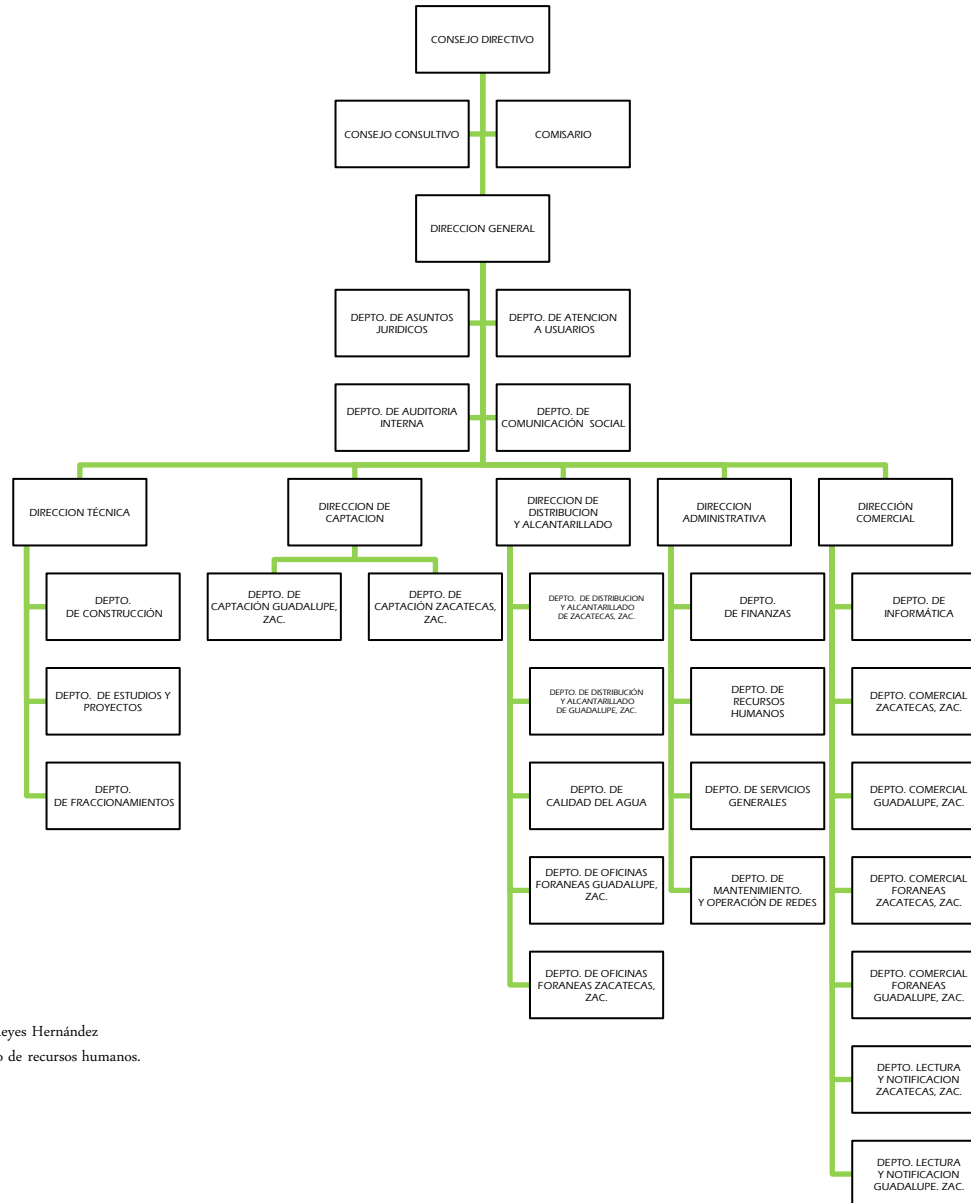 CONSEJO DIRECTIVO
CONSEJO CONSULTIVO
COMISARIO
DIRECCION GENERAL
DEPTO. DE ASUNTOS
JURIDICOS
DEPTO. DE ATENCION
A USUARIOS
DEPTO. DE AUDITORIA
INTERNA
DEPTO. DE
COMUNICACIÓN SOCIAL
DIRECCION TÉCNICA
DIRECCION DE
CAPTACION
DIRECCION DE
DISTRIBUCION
Y ALCANTARILLADO
DIRECCION
ADMINISTRATIVA
DIRECCIÓN
COMERCIAL
DEPTO.
DE CONSTRUCCIÓN
DEPTO. DE ESTUDIOS Y
PROYECTOS
DEPTO.
DE FRACCIONAMIENTOS
DEPTO. DE
CAPTACIÓN GUADALUPE,
ZAC.
DEPTO. DE
CAPTACIÓN ZACATECAS,
ZAC.
DEPTO. DE DISTRIBUCION
Y ALCANTARILLADO
DE ZACATECAS, ZAC.
DEPTO. DE DISTRIBUCIÓN
Y ALCANTARILLADO
DE GUADALUPE, ZAC.
DEPTO. DE
CALIDAD DEL AGUA
DEPTO. DE OFICINAS
FORANEAS GUADALUPE,
ZAC.
DEPTO. DE OFICINAS
FORANEAS ZACATECAS,
ZAC.
DEPTO.
DE FINANZAS
DEPTO. DE
RECURSOS
HUMANOS
DEPTO. DE SERVICIOS
GENERALES
DEPTO. DE
MANTENIMIENTO.
Y OPERACIÓN DE REDES
DEPTO. DE
INFORMÁTICA
DEPTO. COMERCIAL
ZACATECAS, ZAC.
DEPTO. COMERCIAL
GUADALUPE, ZAC.
DEPTO. COMERCIAL
FORANEAS
ZACATECAS, ZAC.
DEPTO. COMERCIAL
FORANEAS
GUADALUPE, ZAC.
DEPTO. LECTURA
Y NOTIFICACION
ZACATECAS, ZAC.
DEPTO. LECTURA
Y NOTIFICACION
GUADALUPE. ZAC.
Hernández
de recursos humanos.